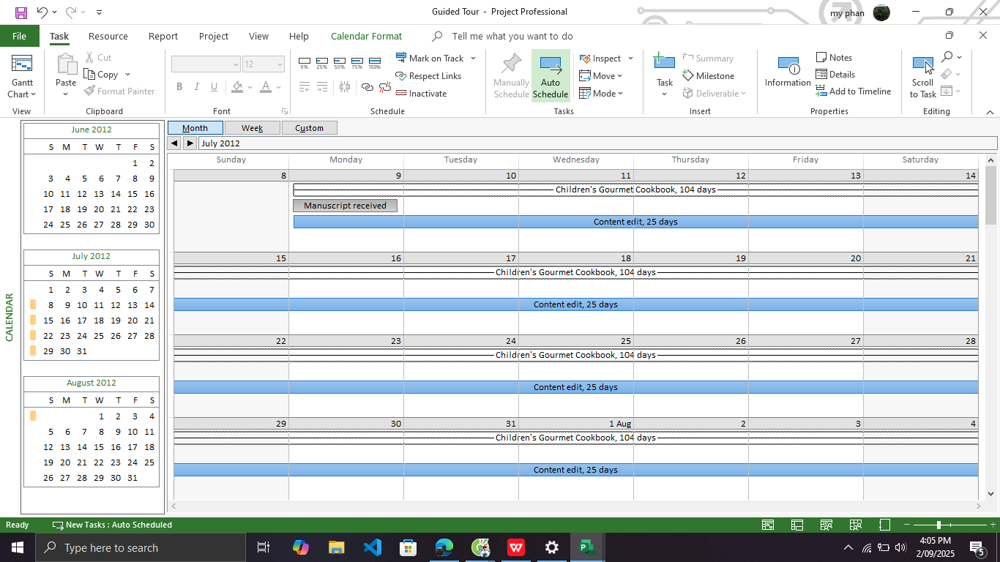 Guided Tour - Project Professional
my phan
File Task Resource Report Project View Help Calendar Format Tell me what you want to do
Gantt Chart
View
Paste
Cut
Copy
Format Painter
Clipboard
12
B I U A
Font
0% 25% 50% 75% 100%
Mark on Track
Respect Links
Inactivate
Schedule
Manually Schedule
Auto Schedule
Inspect
Move
Mode
Tasks
Task
Summary
Milestone
Deliverable
Insert
Information
Notes
Details
Add to Timeline
Properties
Scroll to Task
Editing
CALENDAR
June 2012
S M T W T F S
1 2
3 4 5 6 7 8 9
10 11 12 13 14 15 16
17 18 19 20 21 22 23
24 25 26 27 28 29 30
July 2012
S M T W T F S
1 2 3 4 5 6 7
8 9 10 11 12 13 14
15 16 17 18 19 20 21
22 23 24 25 26 27 28
29 30 31
August 2012
S M T W T F S
1 2 3 4
5 6 7 8 9 10 11
12 13 14 15 16 17 18
19 20 21 22 23 24 25
26 27 28 29 30 31
Month Week Custom
July 2012
Sunday Monday Tuesday Wednesday Thursday Friday Saturday
8 9 10 11 12 13 14
Children's Gourmet Cookbook, 104 days
Manuscript received
Content edit, 25 days
15 16 17 18 19 20 21
Children's Gourmet Cookbook, 104 days
Content edit, 25 days
22 23 24 25 26 27 28
Children's Gourmet Cookbook, 104 days
Content edit, 25 days
29 30 31 1 Aug 2 3 4
Children's Gourmet Cookbook, 104 days
Content edit, 25 days
Ready New Tasks : Auto Scheduled
Type here to search
4:05 PM
2/09/2025
5